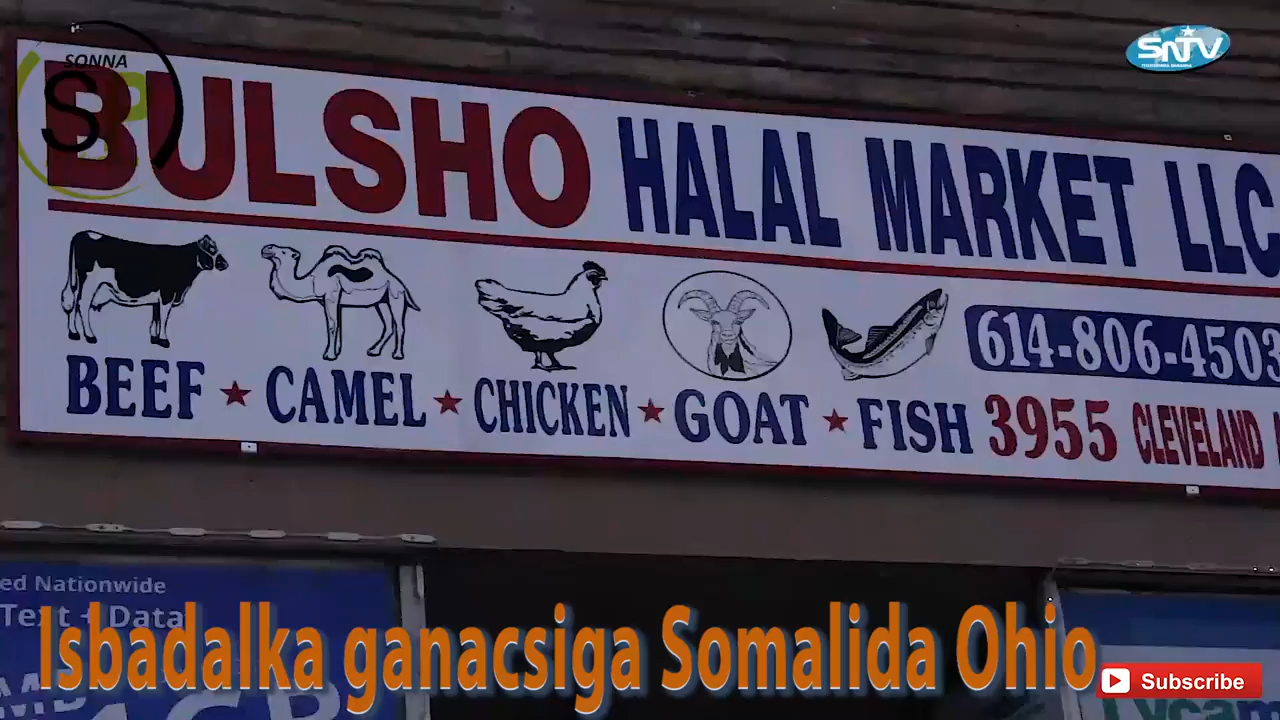 SONNA
S
SNTV
BULSHO HALAL MARKET LLC
614-806-4503
BEEF ★ CAMEL ★ CHICKEN ★ GOAT ★ FISH 3955 CLEVELAND
ed Nationwide
Text + Data
Isbadalka ganacsiga Somalida Ohio
Subscribe
Lycam